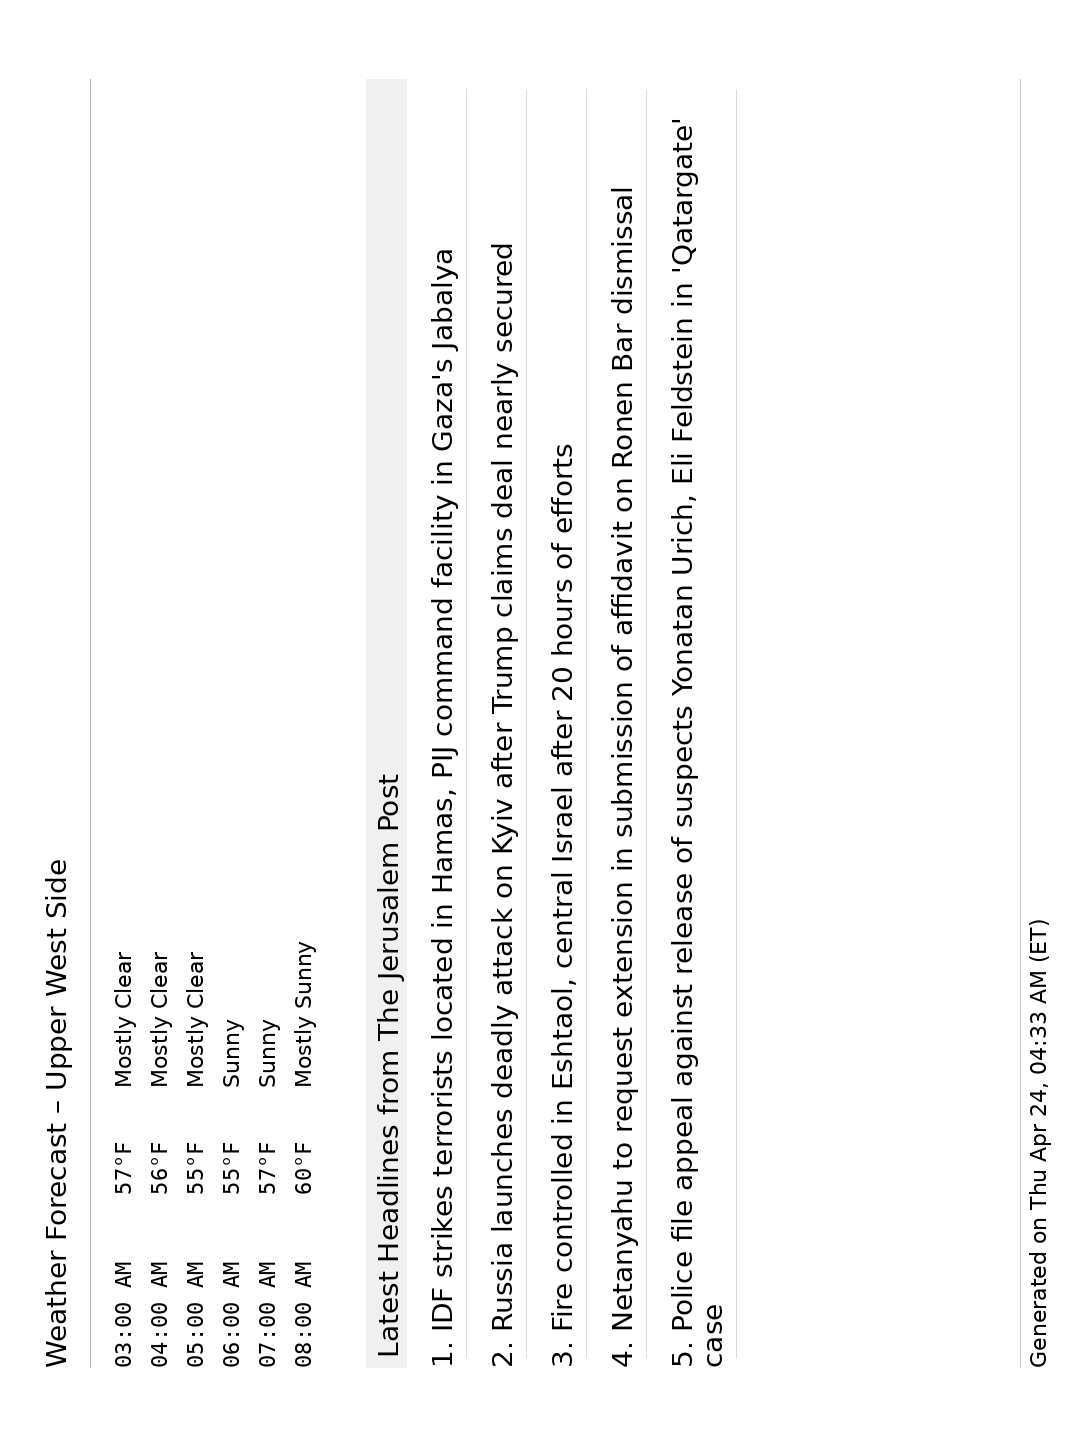 Weather Forecast – Upper West Side
03:00 AM 57°F Mostly Clear
04:00 AM 56°F Mostly Clear
05:00 AM 55°F Mostly Clear
06:00 AM 55°F Sunny
07:00 AM 57°F Sunny
08:00 AM 60°F Mostly Sunny
Latest Headlines from The Jerusalem Post
1. IDF strikes terrorists located in Hamas, PIJ command facility in Gaza's Jabalya
2. Russia launches deadly attack on Kyiv after Trump claims deal nearly secured
3. Fire controlled in Eshtaol, central Israel after 20 hours of efforts
4. Netanyahu to request extension in submission of affidavit on Ronen Bar dismissal
5. Police file appeal against release of suspects Yonatan Urich, Eli Feldstein in 'Qatargate'
case
Generated on Thu Apr 24, 04:33 AM (ET)